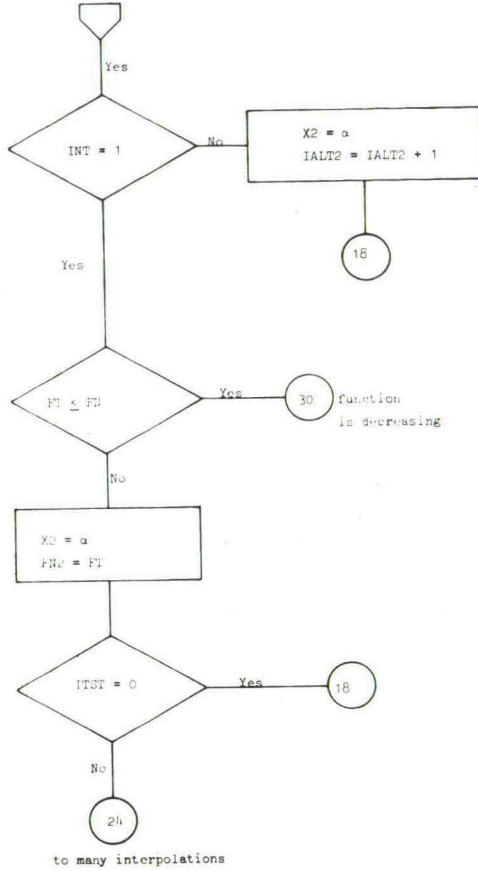 Yes
INT = 1
No
X2 = α
IALT2 = IALT2 + 1
18
Yes
FT ≤ FN
Yes
30
function
is decreasing
No
X2 = α
FN2 = FT
ITST = 0
Yes
18
No
24
to many interpolations